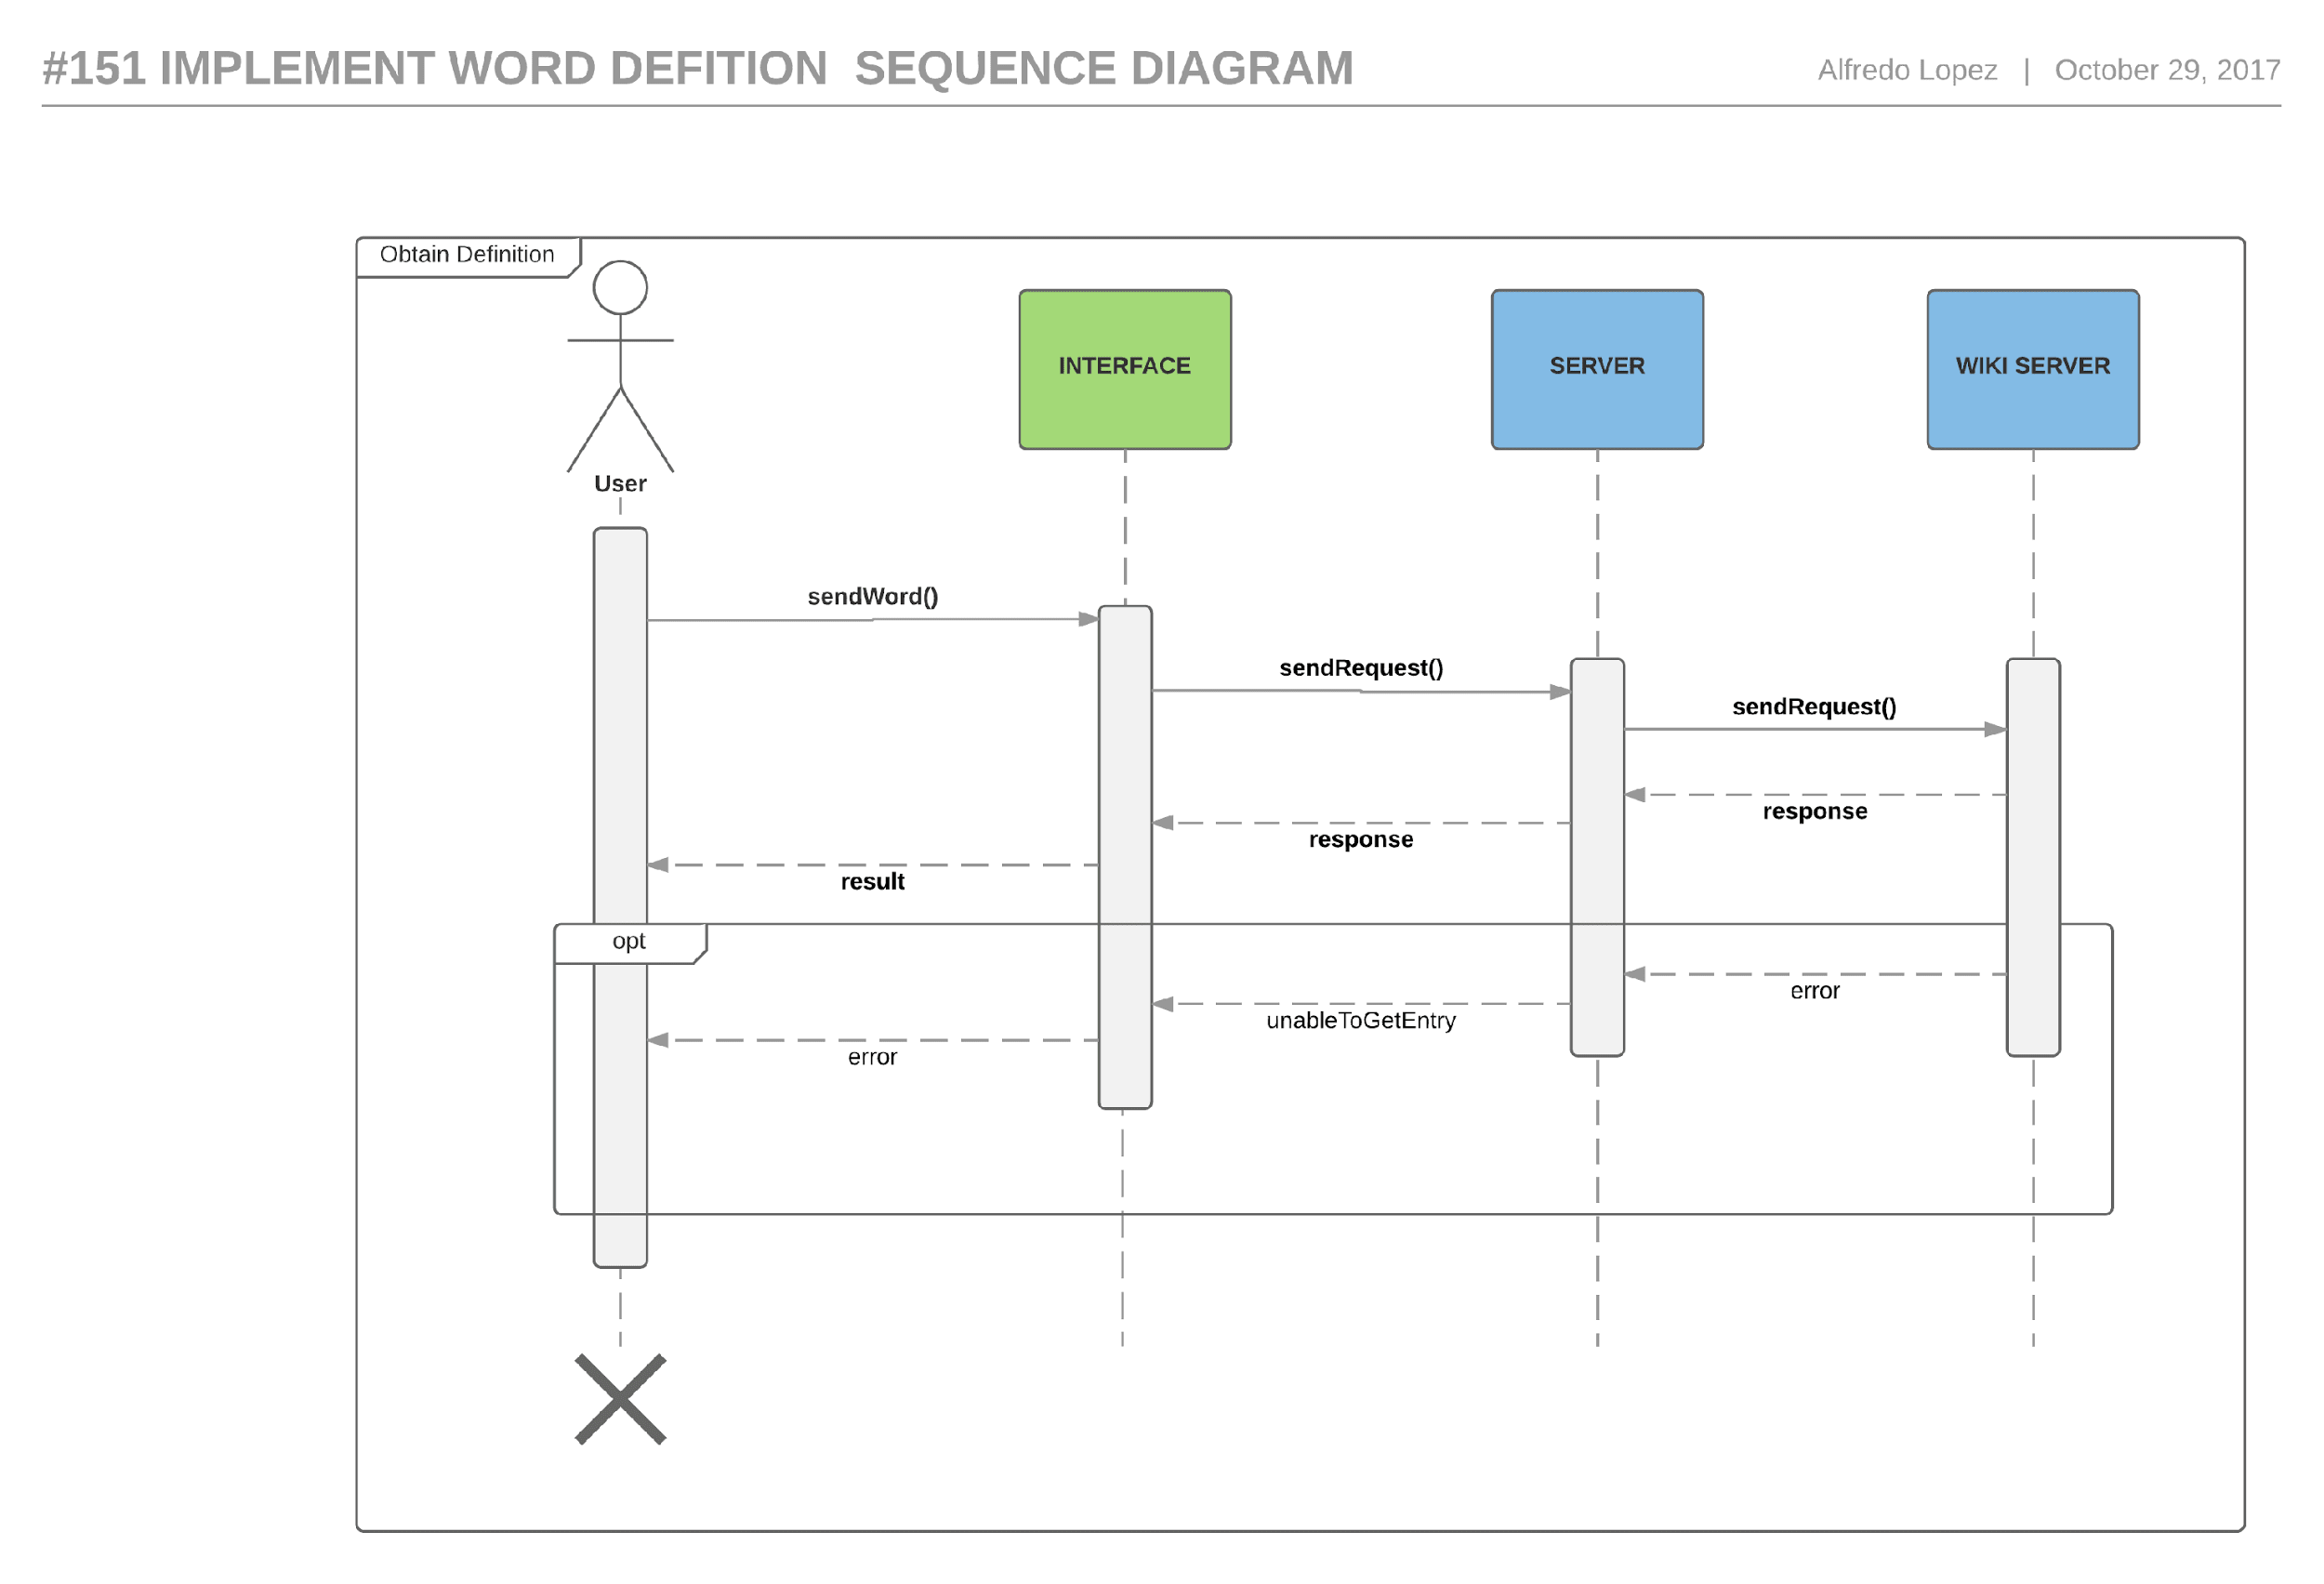 #151 IMPLEMENT WORD DEFITION SEQUENCE DIAGRAM
Alfredo Lopez | October 29, 2017
Obtain Definition
INTERFACE
SERVER
WIKI SERVER
User
sendWord()
sendRequest()
sendRequest()
response
response
result
opt
error
unableToGetEntry
error